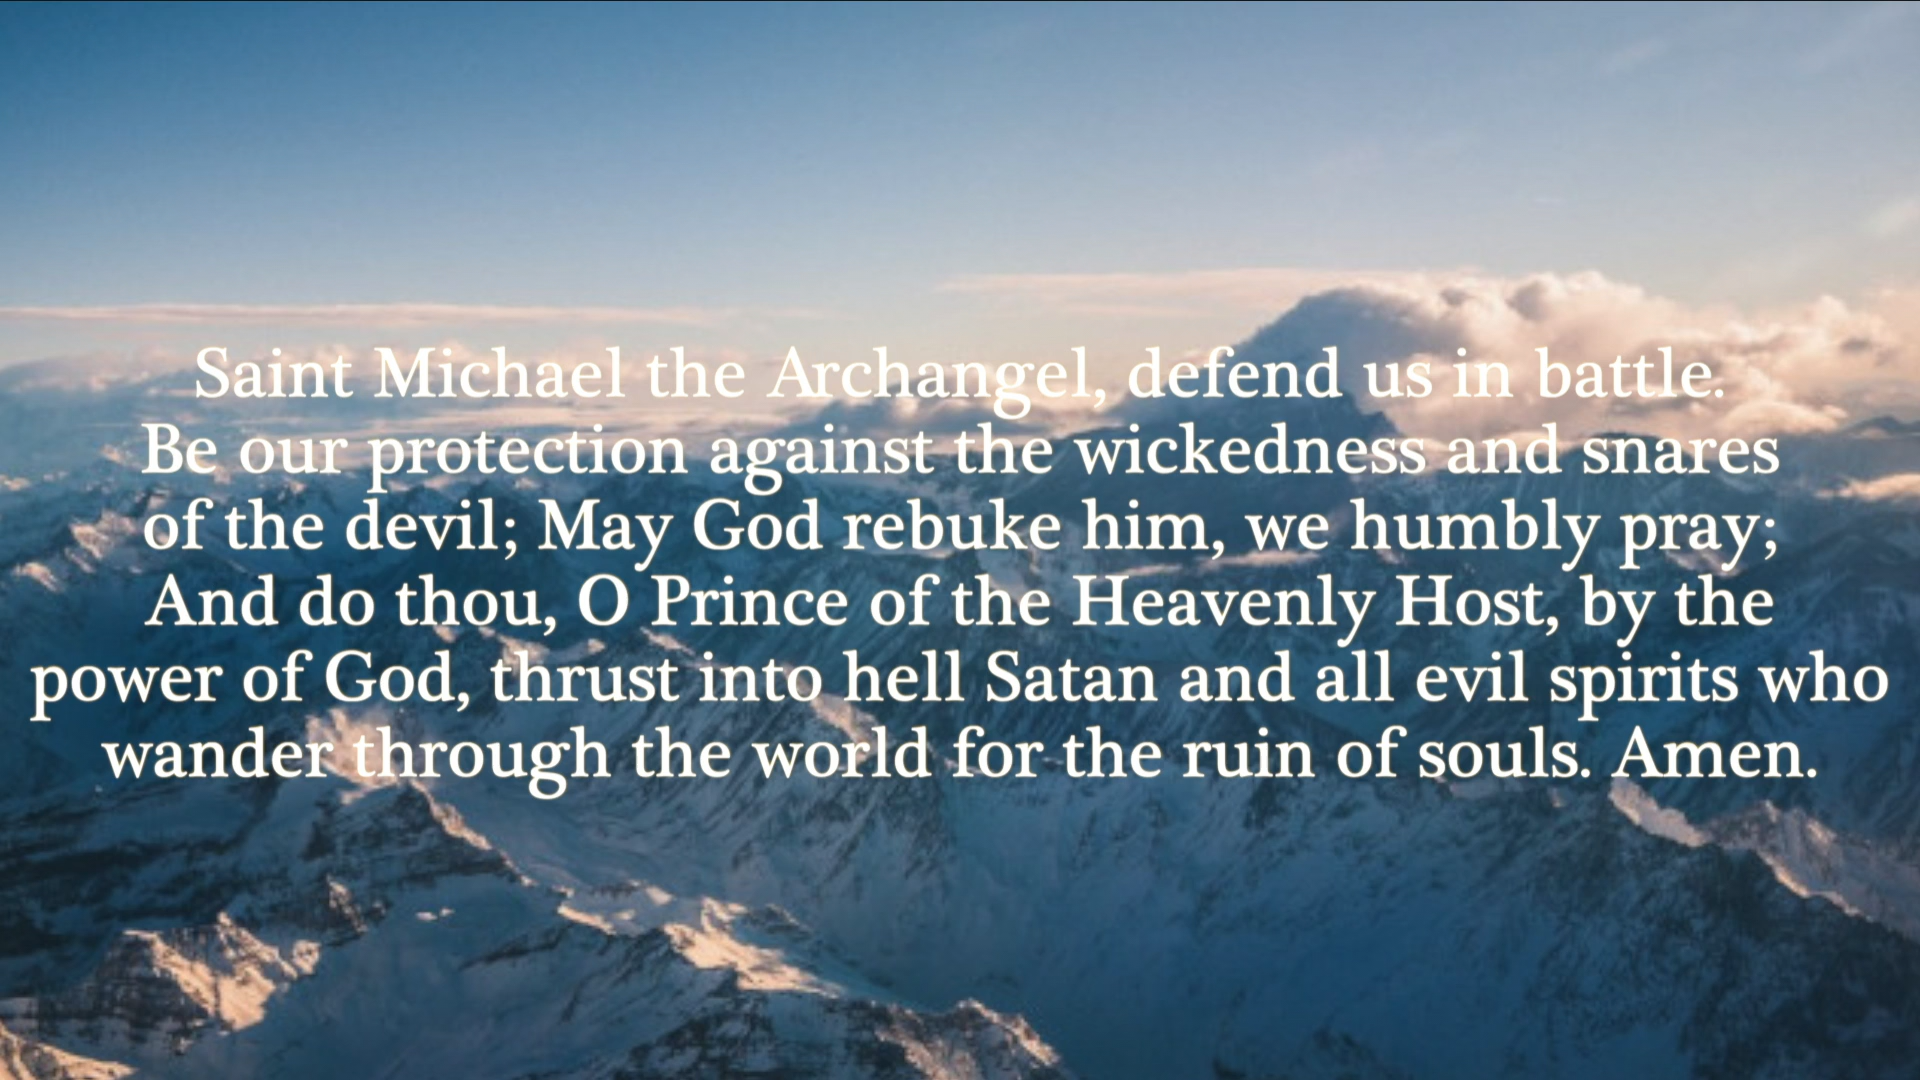 Saint Michael the Archangel, defend us in battle.
Be our protection against the wickedness and snares
of the devil; May God rebuke him, we humbly pray;
And do thou, O Prince of the Heavenly Host, by the
power of God, thrust into hell Satan and all evil spirits who
wander through the world for the ruin of souls. Amen.